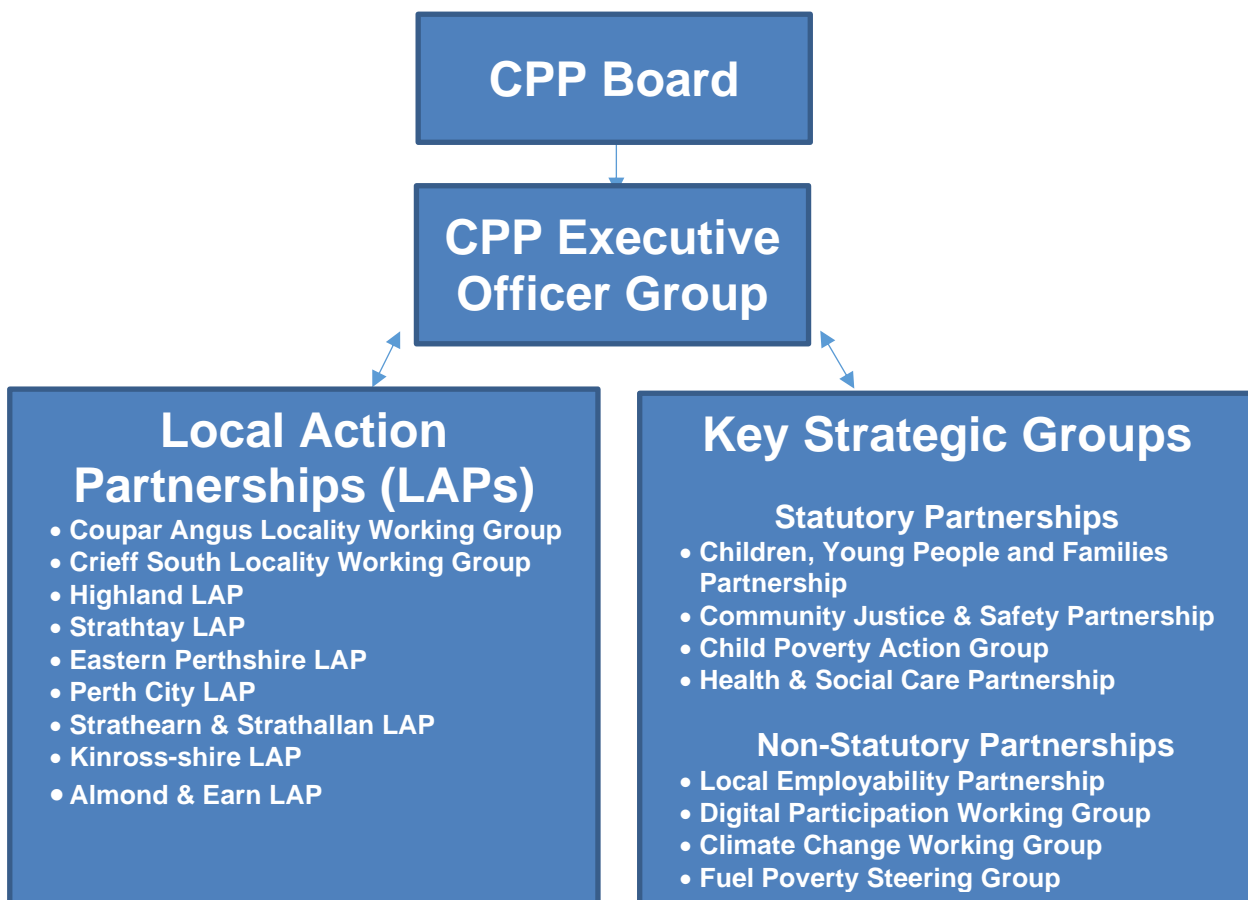 CPP Board
CPP Executive
Officer Group
Local Action
Partnerships (LAPs)
• Coupar Angus Locality Working Group
• Crieff South Locality Working Group
• Highland LAP
• Strathtay LAP
• Eastern Perthshire LAP
• Perth City LAP
• Strathearn & Strathallan LAP
• Kinross-shire LAP
• Almond & Earn LAP
Key Strategic Groups
Statutory Partnerships
• Children, Young People and Families
Partnership
• Community Justice & Safety Partnership
• Child Poverty Action Group
• Health & Social Care Partnership
Non-Statutory Partnerships
• Local Employability Partnership
• Digital Participation Working Group
• Climate Change Working Group
• Fuel Poverty Steering Group